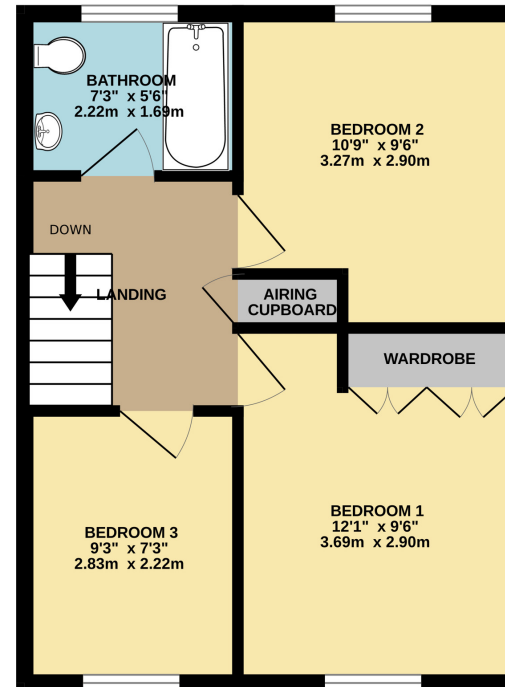 BATHROOM
7'3" x 5'6"
2.22m x 1.69m
BEDROOM 2
10'9" x 9'6"
3.27m x 2.90m
DOWN
LANDING
AIRING
CUPBOARD
WARDROBE
BEDROOM 1
12'1" x 9'6"
3.69m x 2.90m
BEDROOM 3
9'3" x 7'3"
2.83m x 2.22m